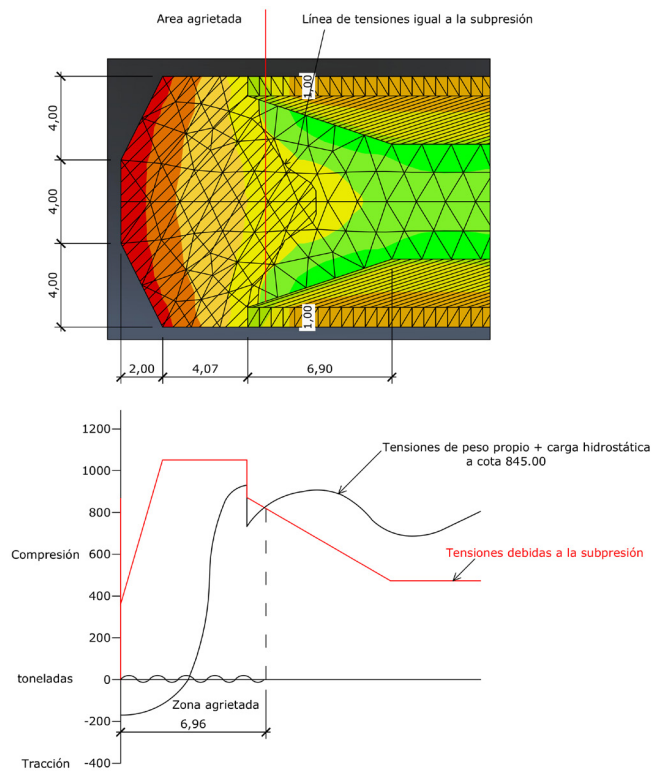 Area agrietada
Línea de tensiones igual a la subpresión
4,00
4,00
4,00
1,00
1,00
2,00
4,07
6,90
1200
1000
800
600
400
200
0
-200
-400
Compresión
toneladas
Tracción
Tensiones de peso propio + carga hidrostática
a cota 845.00
Tensiones debidas a la subpresión
Zona agrietada
6,96